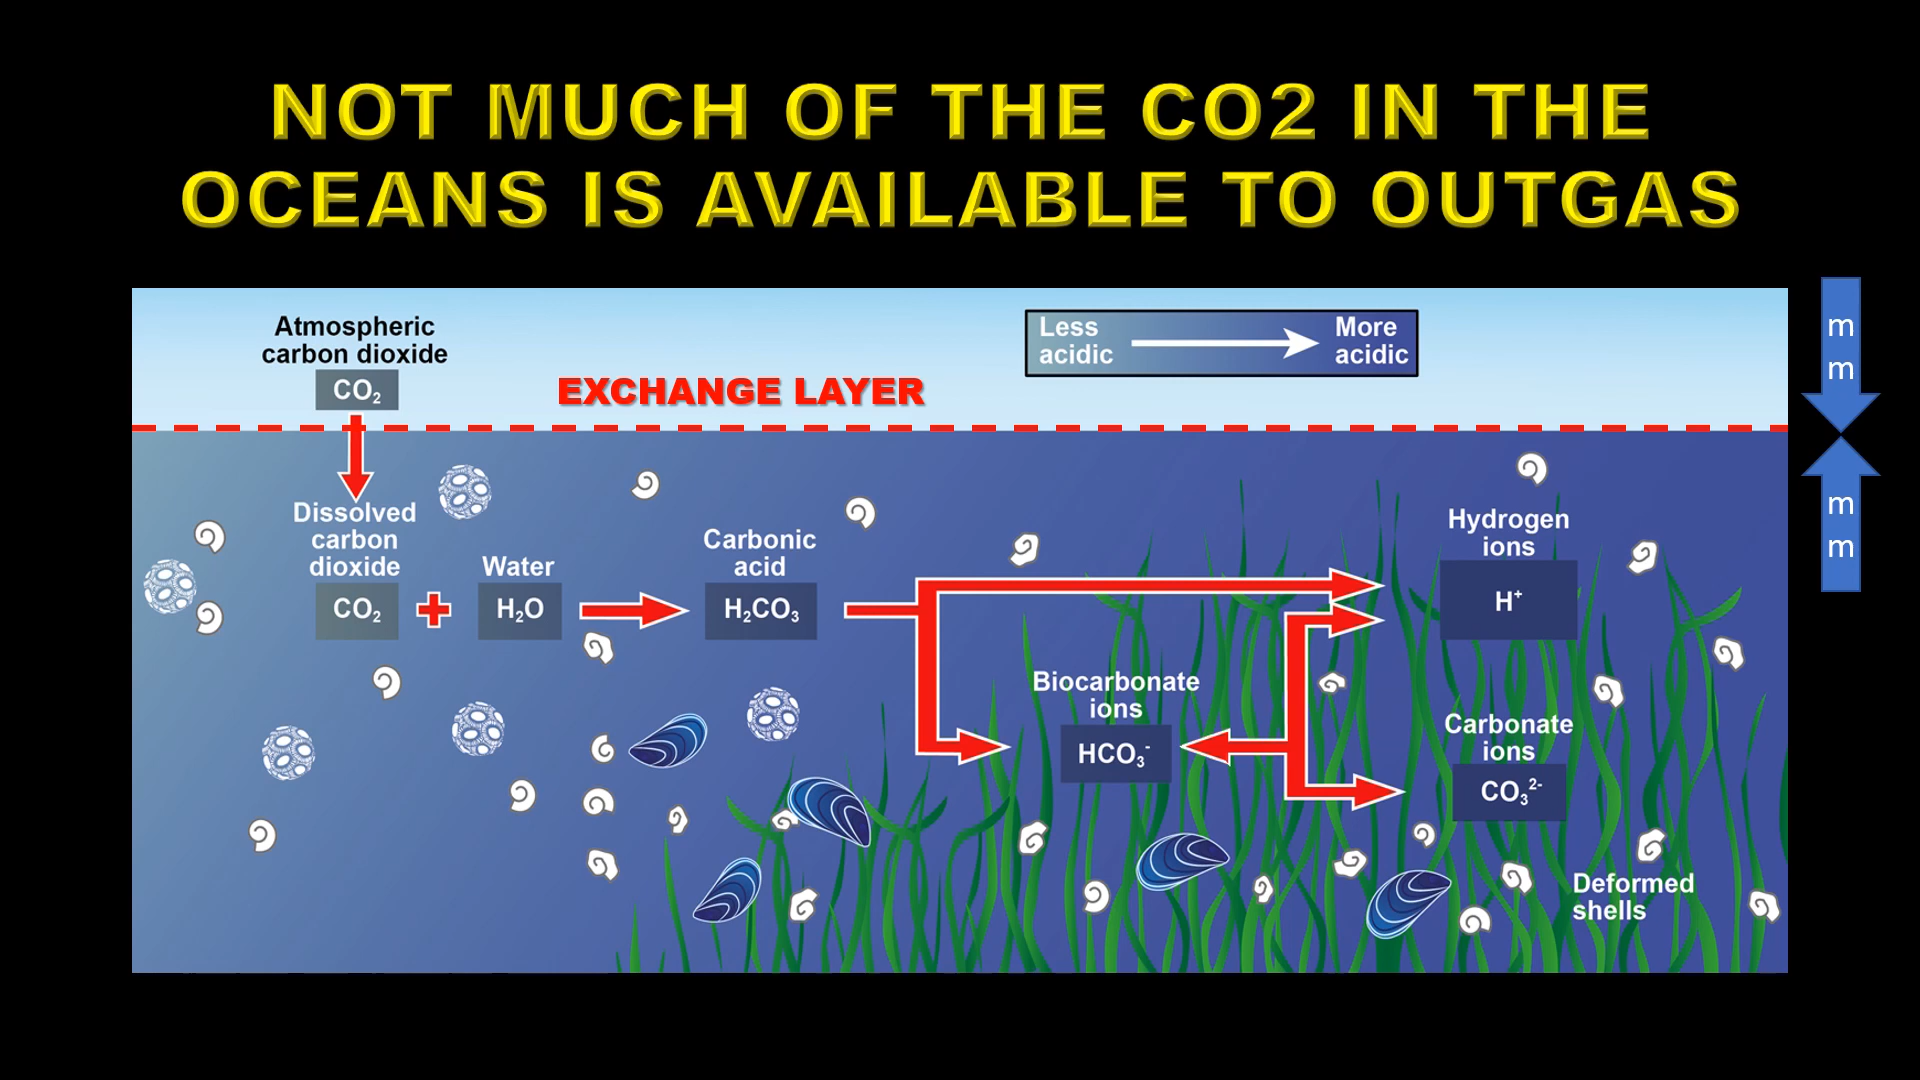 NOT MUCH OF THE CO2 IN THE
OCEANS IS AVAILABLE TO OUTGAS
Atmospheric
carbon dioxide
CO₂
Less
acidic
More
acidic
EXCHANGE LAYER
m
m
m
m
Dissolved
carbon
dioxide
CO₂
+
Water
H₂O
Carbonic
acid
H₂CO₃
Hydrogen
ions
H⁺
Biocarbonate
ions
HCO₃⁻
Carbonate
ions
CO₃²⁻
Deformed
shells